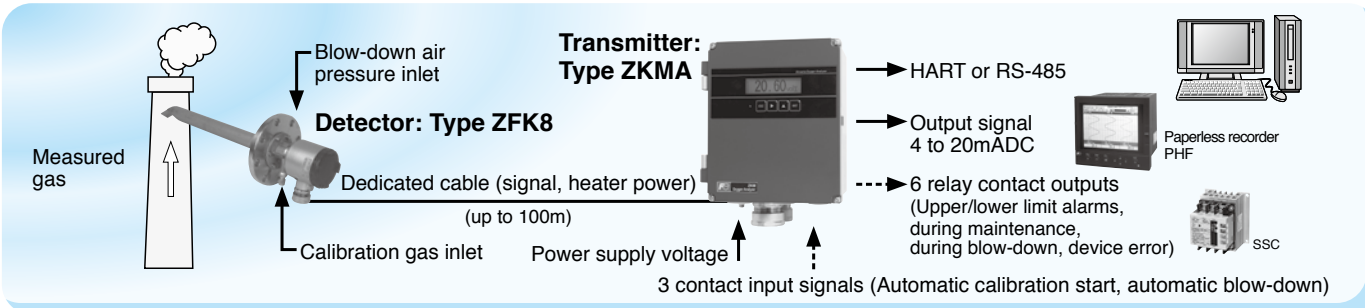 Blow-down air
pressure inlet
Detector: Type ZFK8
Measured
gas
Dedicated cable (signal, heater power)
(up to 100m)
Calibration gas inlet
Transmitter:
Type ZKMA
20.60
Power supply voltage
HART or RS-485
Output signal
4 to 20mADC
Paperless recorder
PHF
6 relay contact outputs
(Upper/lower limit alarms,
during maintenance,
during blow-down, device error)
SSC
3 contact input signals (Automatic calibration start, automatic blow-down)